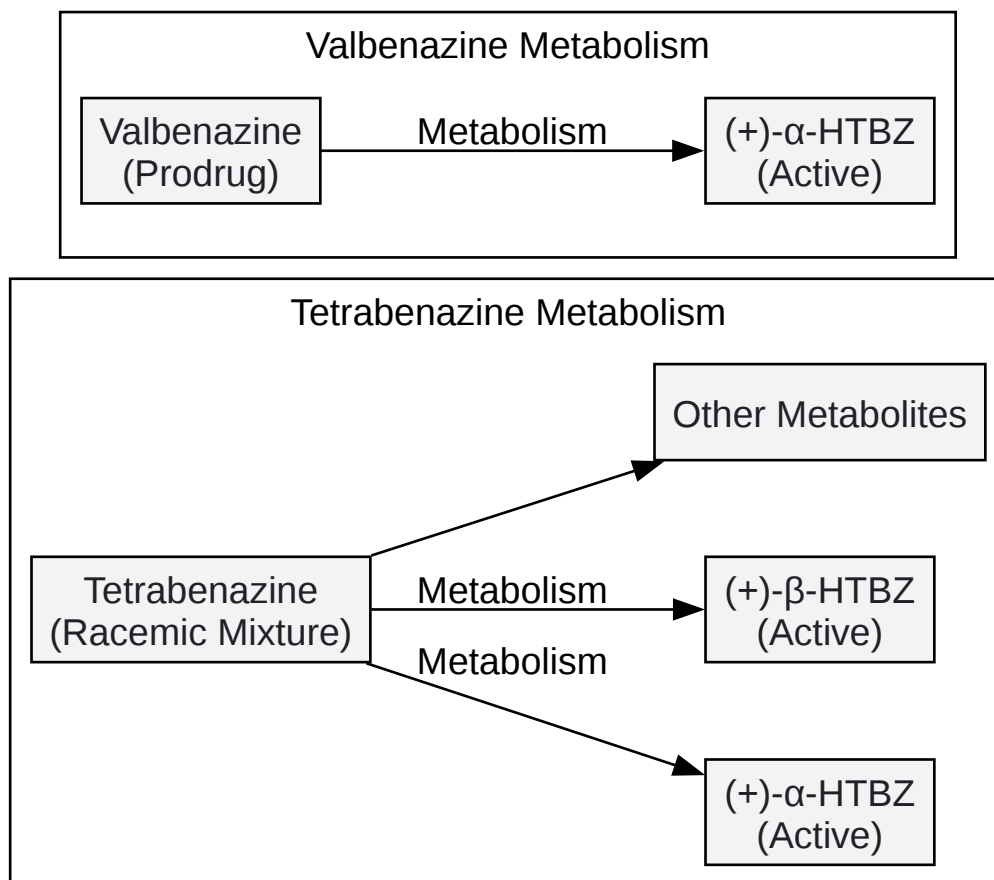 Valbenazine Metabolism
Valbenazine
(Prodrug)
Metabolism
(+)-α-HTBZ
(Active)
Tetrabenazine Metabolism
Other Metabolites
Tetrabenazine
(Racemic Mixture)
Metabolism
(+)-β-HTBZ
(Active)
Metabolism
(+)-α-HTBZ
(Active)